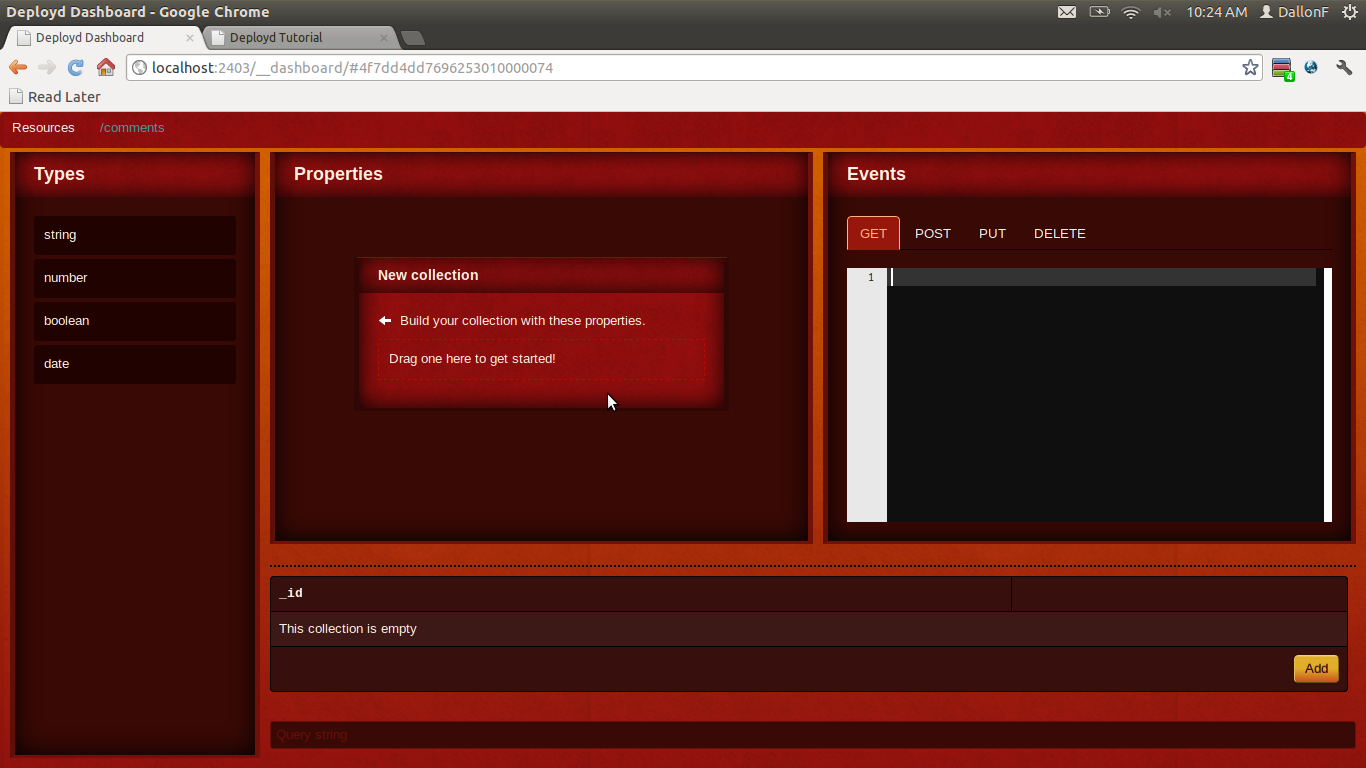 Deployd Dashboard - Google Chrome
10:24 AM
DallonF
Deployd Dashboard
Deployd Tutorial
localhost:2403/__dashboard/#4f7dd4dd7696253010000074
4
Read Later
Resources
/comments
Types
string
number
boolean
date
Properties
New collection
Build your collection with these properties.
Drag one here to get started!
Events
GET POST PUT DELETE
1
_id
This collection is empty
Add
Query string